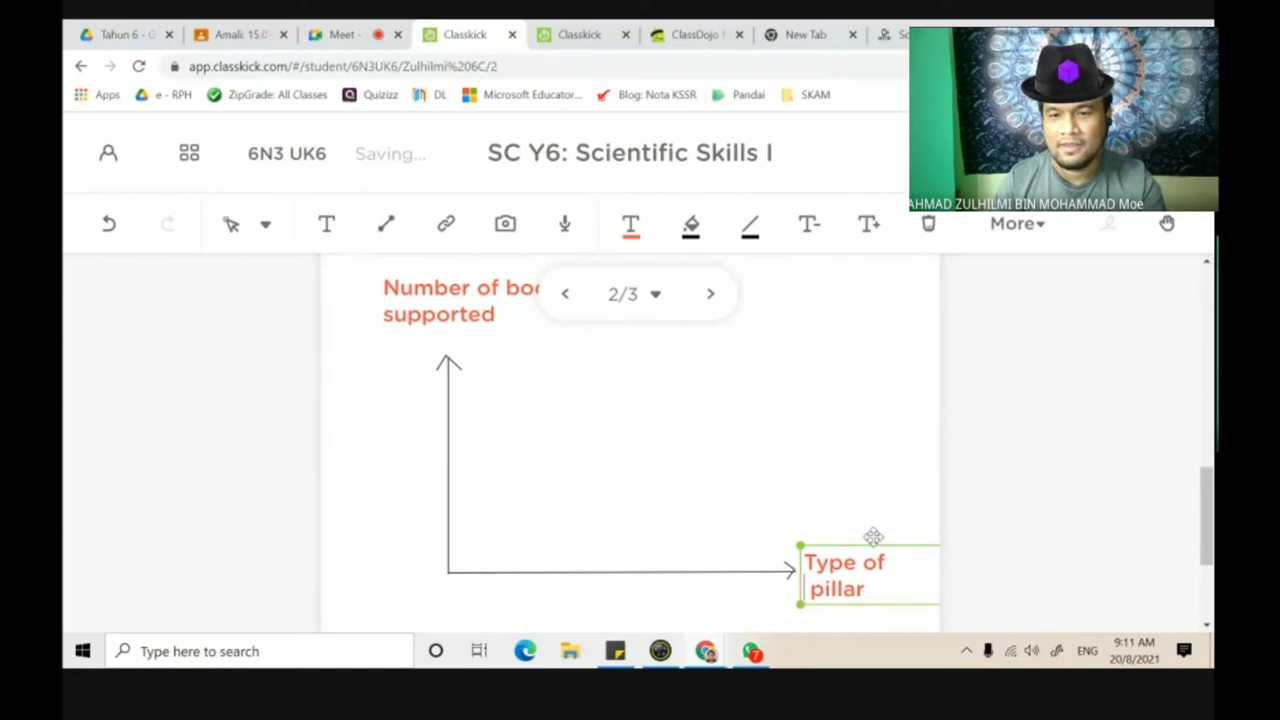 Tahun 6 - G
Amali: 15.0
Meet -
Classkick
Classkick
ClassDojo
New Tab
app.classkick.com/#/student/6N3UK6/Zulhilmi%206C/2
Apps
e - RPH
ZipGrade: All Classes
Quizizz
DL
Microsoft Educator...
Blog: Nota KSSR
Pandai
SKAM
AHMAD ZULHILMI BIN MOHAMMAD Moe
6N3 UK6
Saving...
SC Y6: Scientific Skills I
More
Number of
supported
2/3
Type of
pillar
Type here to search
7
ENG
9:11 AM
20/8/2021